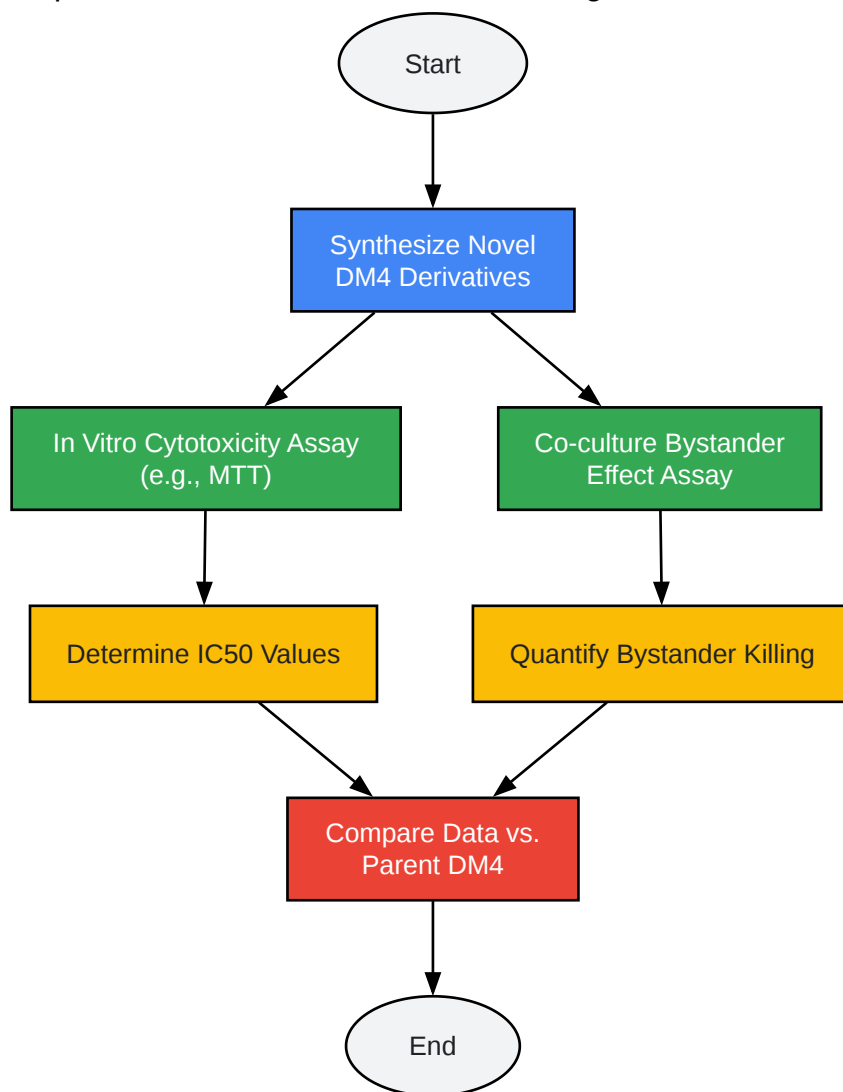 Start
Synthesize Novel
DM4 Derivatives
In Vitro Cytotoxicity Assay
(e.g., MTT)
Co-culture Bystander
Effect Assay
Determine IC50 Values
Quantify Bystander Killing
Compare Data vs.
Parent DM4
End